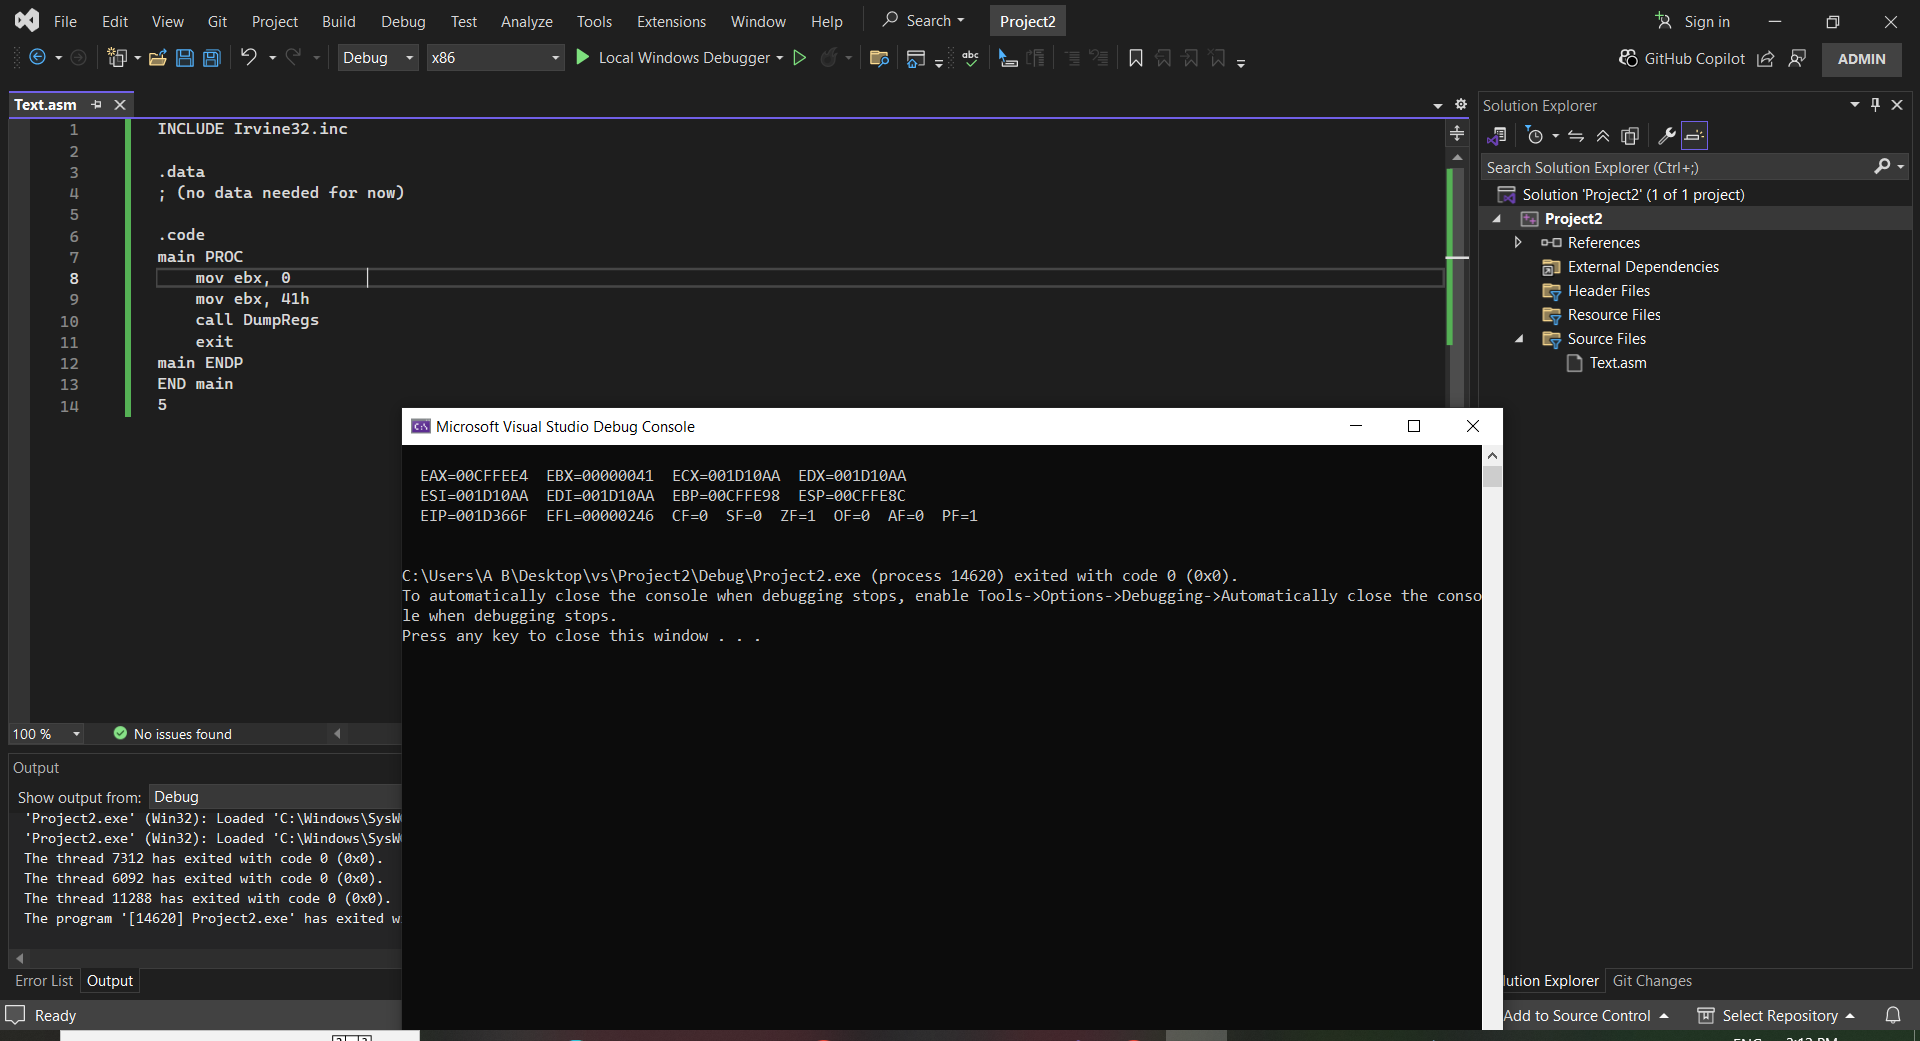 File Edit View Git Project Build Debug Test Analyze Tools Extensions Window Help Search Project2 Sign in
Debug x86 Local Windows Debugger abc GitHub Copilot ADMIN
Text.asm
1 INCLUDE Irvine32.inc
2
3 .data
4 ; (no data needed for now)
5
6 .code
7 main PROC
8 mov ebx, 0
9 mov ebx, 41h
10 call DumpRegs
11 exit
12 main ENDP
13 END main
14 5
Solution Explorer
Search Solution Explorer (Ctrl+;)
Solution 'Project2' (1 of 1 project)
Project2
References
External Dependencies
Header Files
Resource Files
Source Files
Text.asm
C:\ Microsoft Visual Studio Debug Console
EAX=00CFFEE4 EBX=00000041 ECX=001D10AA EDX=001D10AA
ESI=001D10AA EDI=001D10AA EBP=00CFFE98 ESP=00CFFE8C
EIP=001D366F EFL=00000246 CF=0 SF=0 ZF=1 OF=0 AF=0 PF=1
C:\Users\A B\Desktop\vs\Project2\Debug\Project2.exe (process 14620) exited with code 0 (0x0).
To automatically close the console when debugging stops, enable Tools->Options->Debugging->Automatically close the conso
le when debugging stops.
Press any key to close this window . . .
100 % No issues found
Output
Show output from: Debug
'Project2.exe' (Win32): Loaded 'C:\Windows\SysW
'Project2.exe' (Win32): Loaded 'C:\Windows\SysW
The thread 7312 has exited with code 0 (0x0).
The thread 6092 has exited with code 0 (0x0).
The thread 11288 has exited with code 0 (0x0).
The program '[14620] Project2.exe' has exited w
Error List Output
lution Explorer Git Changes
Ready
Add to Source Control Select Repository